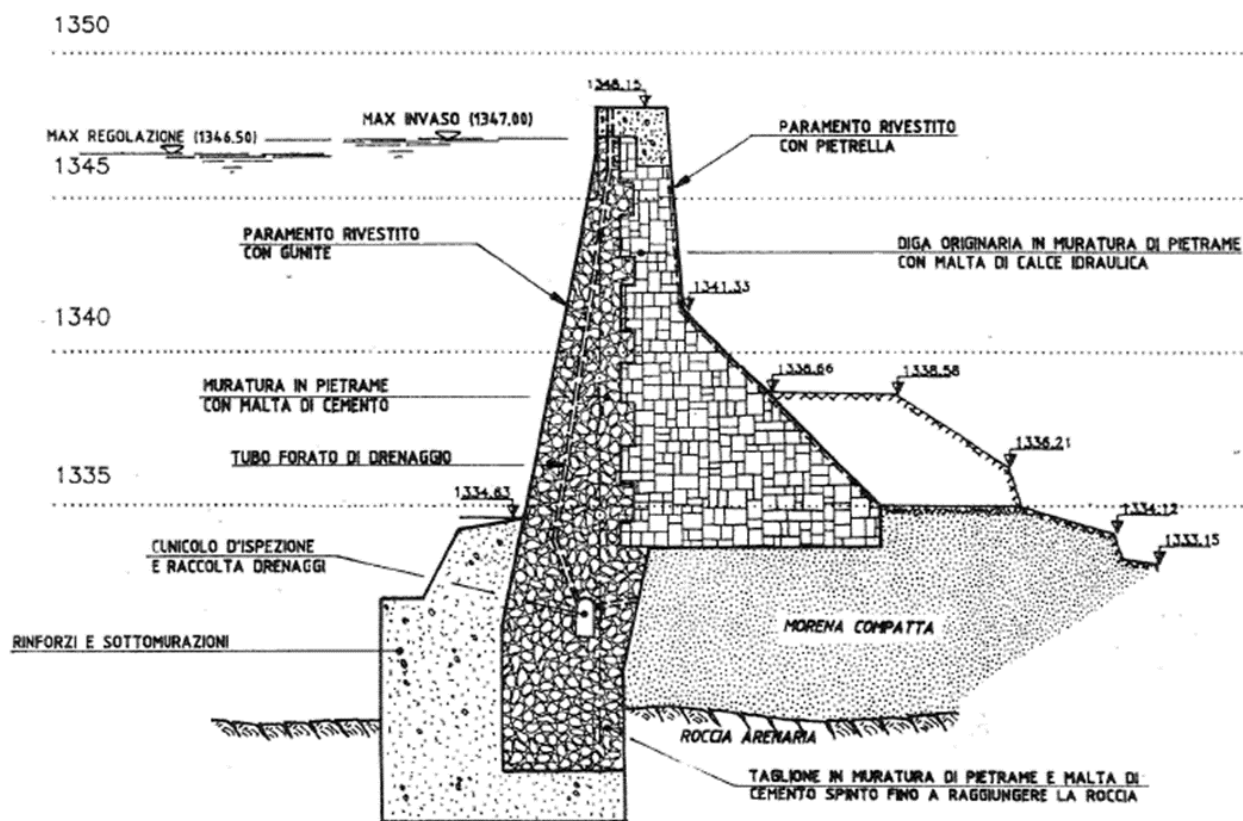 1350
1348.15
MAX INVASO (1347.00)
MAX REGOLAZIONE (1346.50)
PARAMENTO RIVESTITO
CON PIETRELLA
1345
PARAMENTO RIVESTITO
CON GUNITE
DIGA ORIGINARIA IN MURATURA DI PIETRAME
CON MALTA DI CALCE IDRAULICA
1341.33
1340
1338.66
1338.58
MURATURA IN PIETRAME
CON MALTA DI CEMENTO
1336.21
TUBO FORATO DI DRENAGGIO
1335
1334.63
1334.12
1333.15
CUNICOLO D'ISPEZIONE
E RACCOLTA DRENAGGI
MORENA COMPATTA
RINFORZI E SOTTOMURAZIONI
ROCCIA ARENARIA
TAGLIONE IN MURATURA DI PIETRAME E MALTA DI
CEMENTO SPINTO FINO A RAGGIUNGERE LA ROCCIA